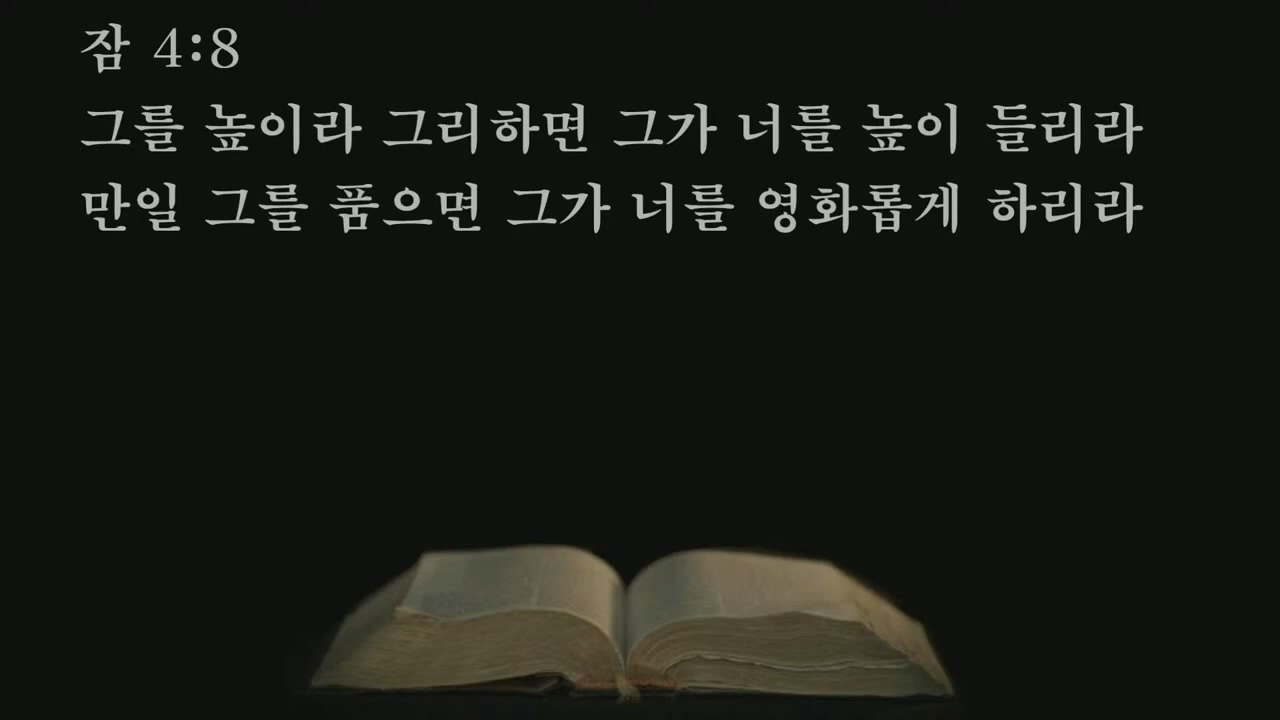 잠 4:8
그를 높이라 그리하면 그가 너를 높이 들리라
만일 그를 품으면 그가 너를 영화롭게 하리라